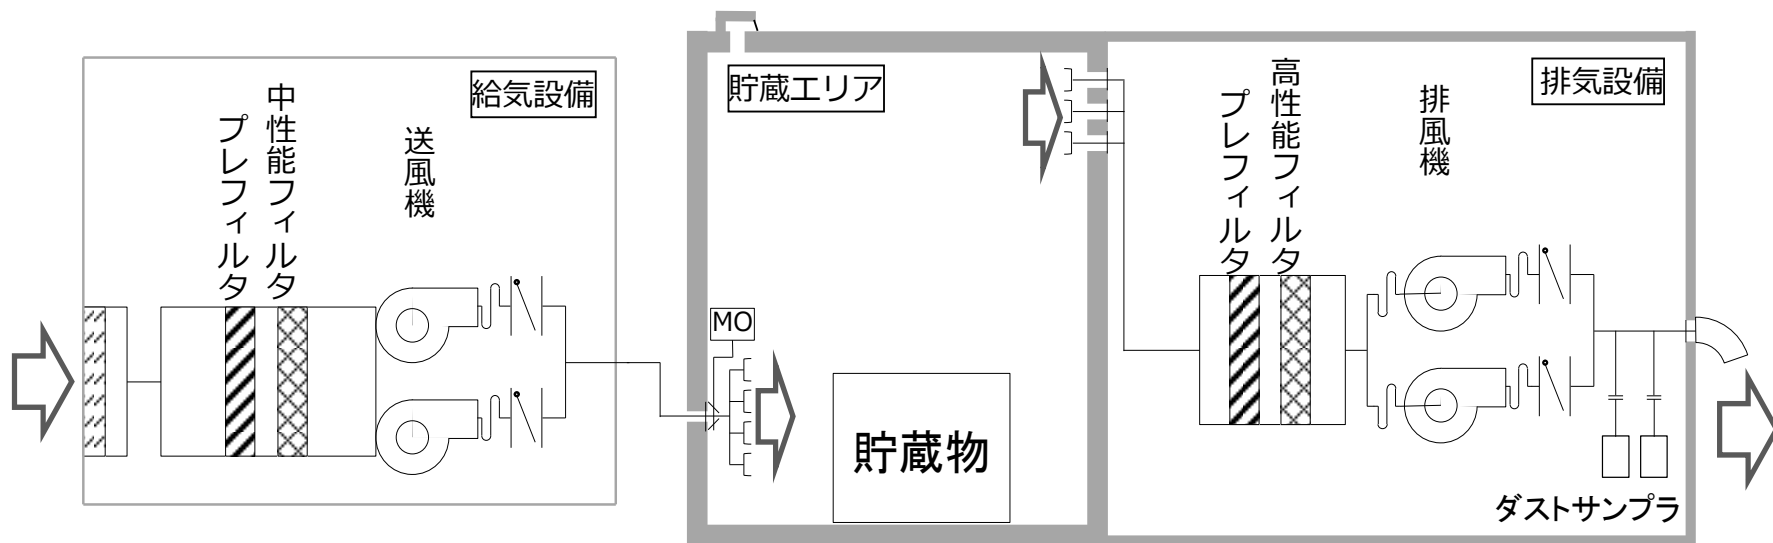 給気設備
プレフィルタ
中性能フィルタ
送風機
貯蔵エリア
MO
貯蔵物
排気設備
プレフィルタ
高性能フィルタ
排風機
ダストサンプラ